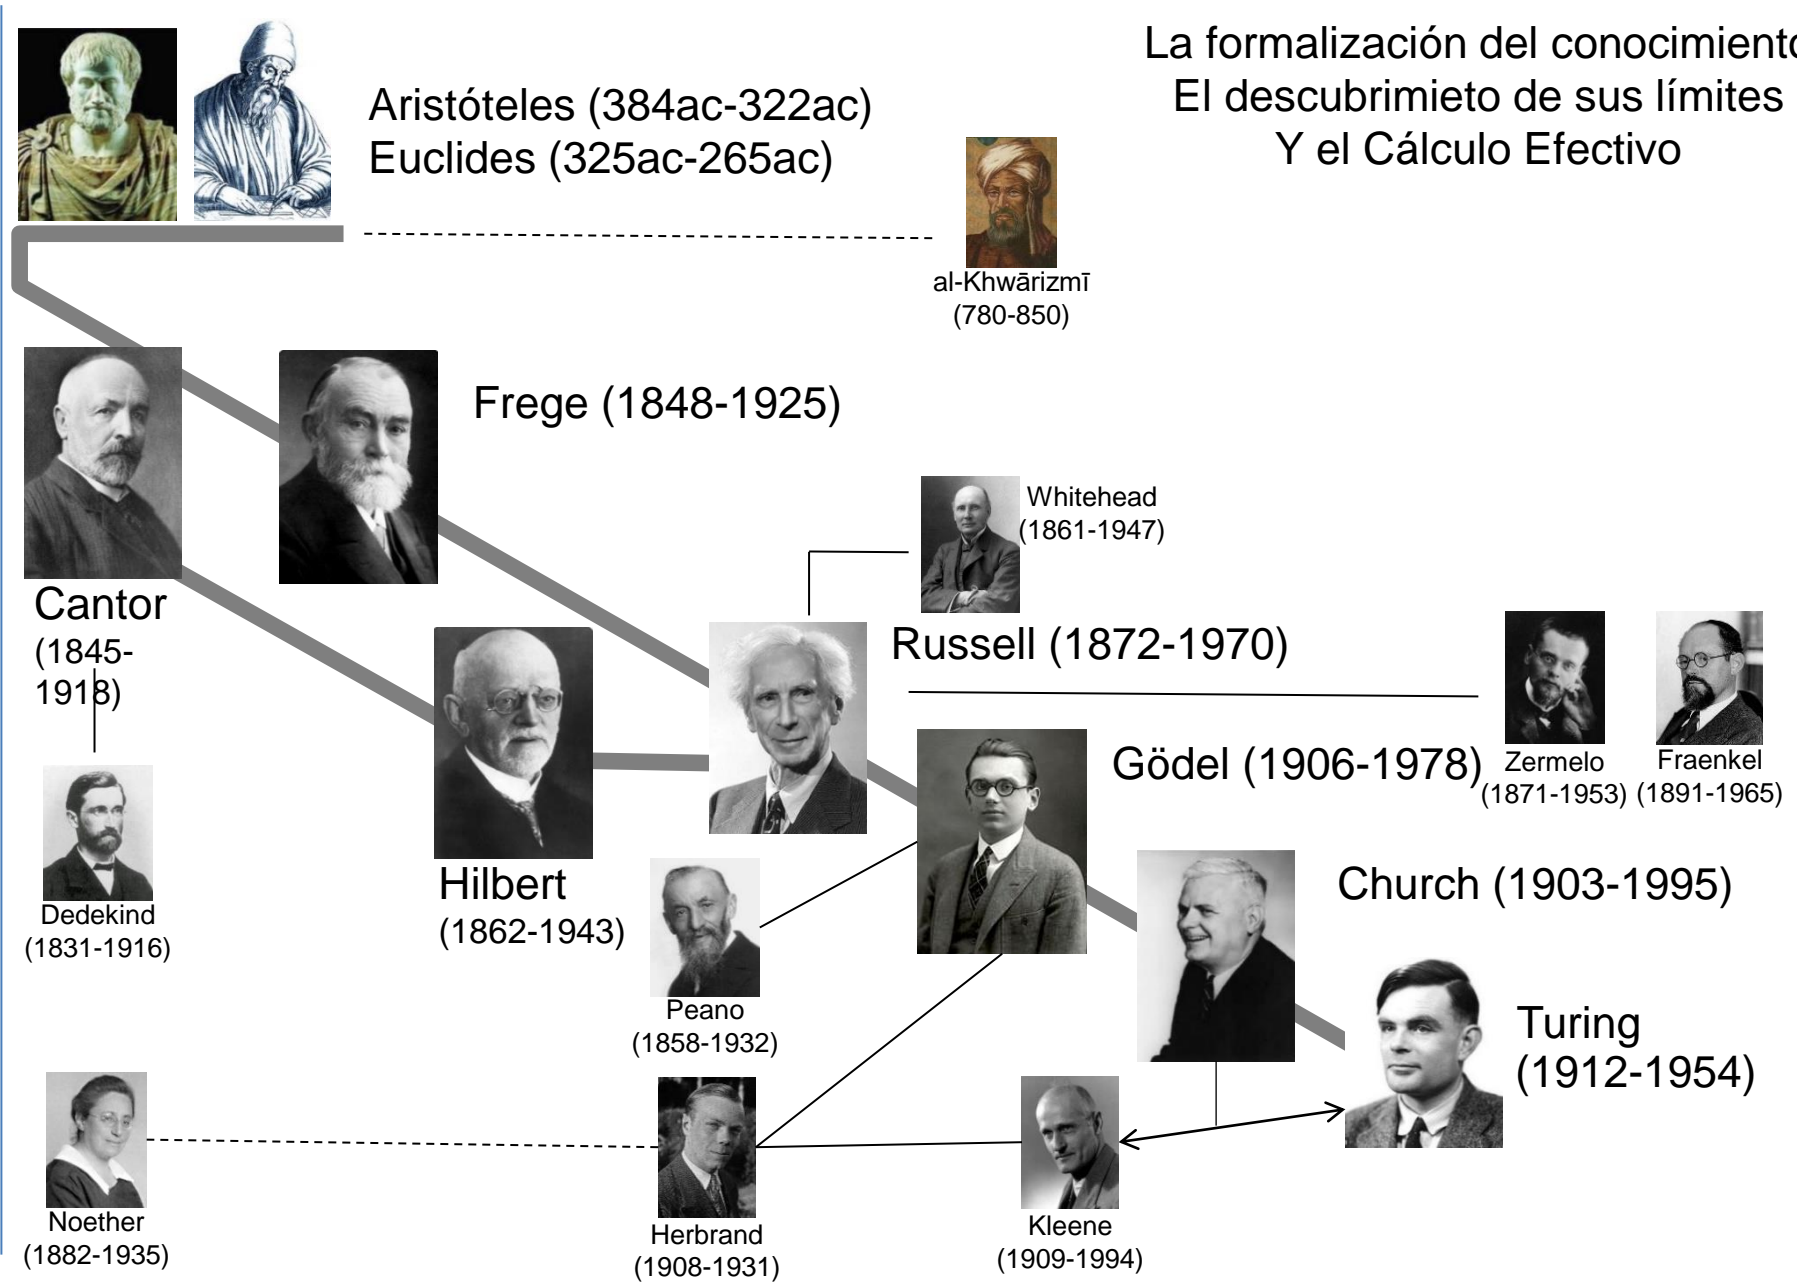 La formalización del conocimiento
El descubrimieto de sus límites
Y el Cálculo Efectivo
Aristóteles (384ac-322ac)
Euclides (325ac-265ac)
al-Khwārizmī
(780-850)
Frege (1848-1925)
Whitehead
(1861-1947)
Cantor
(1845-
1918)
Russell (1872-1970)
Gödel (1906-1978)
Zermelo
(1871-1953)
Fraenkel
(1891-1965)
Hilbert
(1862-1943)
Church (1903-1995)
Dedekind
(1831-1916)
Peano
(1858-1932)
Turing
(1912-1954)
Noether
(1882-1935)
Herbrand
(1908-1931)
Kleene
(1909-1994)